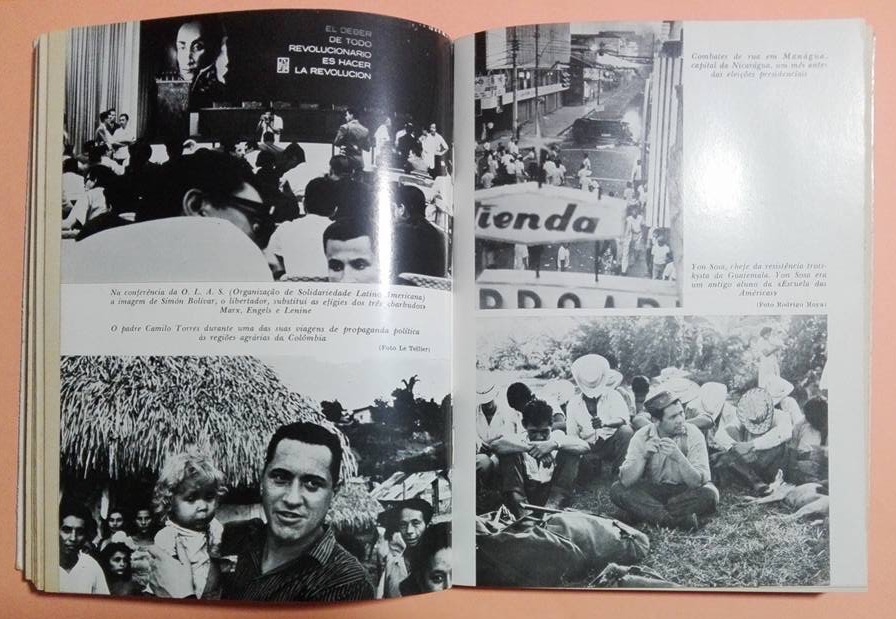 EL DEBER
DE TODO
REVOLUCIONARIO
ES HACER
LA REVOLUCION
Na conferência da O. L. A. S. (Organização de Solidariedade Latino Americana)
a imagem de Simón Bolívar, o libertador, substitui as efígies dos três «barbudos»
Marx, Engels e Lenine
O padre Camilo Torres durante uma das suas viagens de propaganda política
às regiões agrárias da Colômbia
(Foto Le Tellier)
Combates de rua em Manágua,
capital da Nicarágua, um mês antes
das eleições presidenciais
Tienda
Yon Sosa, chefe da resistência trots-
kysta da Guatemala. Yon Sosa era
um antigo aluno da «Escuela das
Américas»
(Foto Rodrigo Moya)